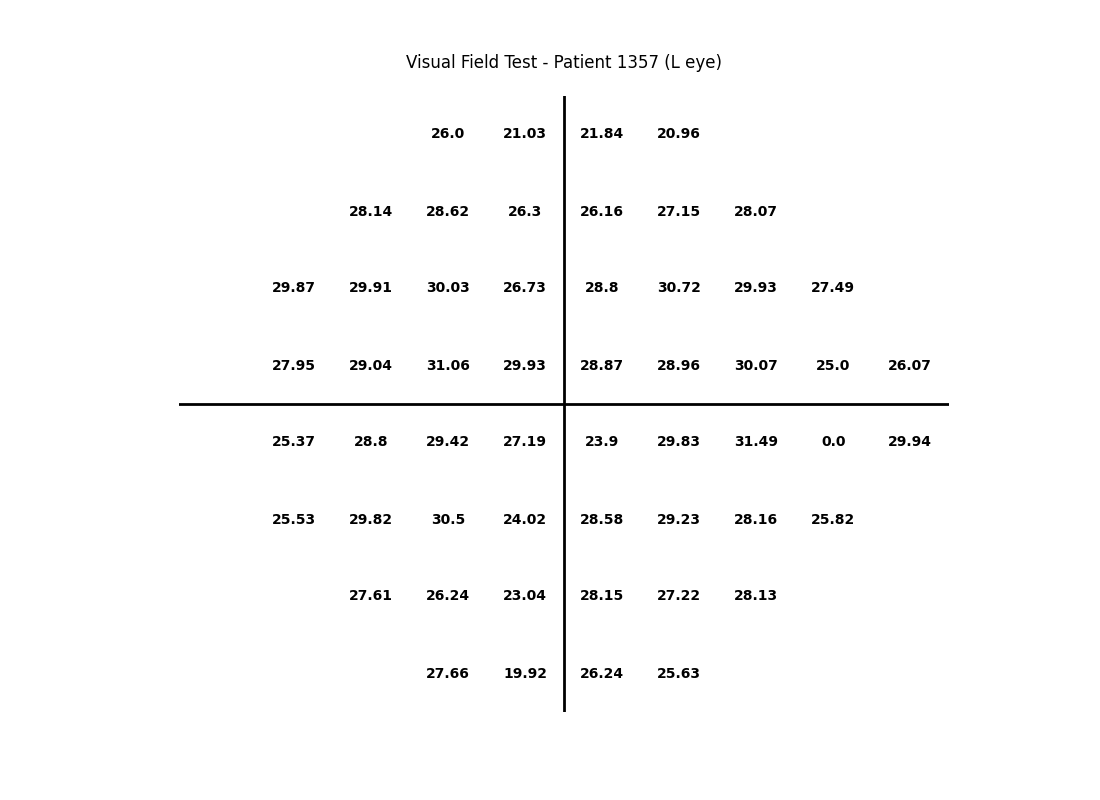 Visual Field Test - Patient 1357 (L eye)
26.0 21.03 21.84 20.96
28.14 28.62 26.3 26.16 27.15 28.07
29.87 29.91 30.03 26.73 28.8 30.72 29.93 27.49
27.95 29.04 31.06 29.93 28.87 28.96 30.07 25.0 26.07
25.37 28.8 29.42 27.19 23.9 29.83 31.49 0.0 29.94
25.53 29.82 30.5 24.02 28.58 29.23 28.16 25.82
27.61 26.24 23.04 28.15 27.22 28.13
27.66 19.92 26.24 25.63